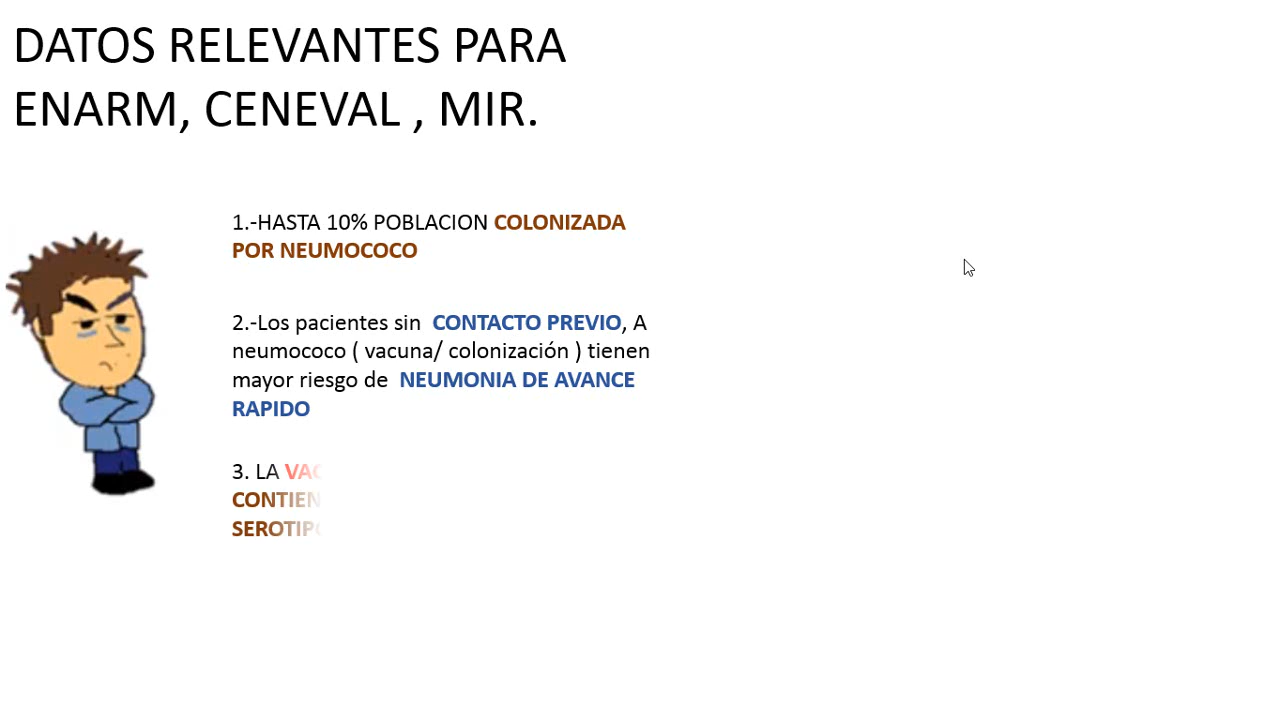 DATOS RELEVANTES PARA
ENARM, CENEVAL , MIR.
1.-HASTA 10% POBLACION COLONIZADA
POR NEUMOCOCO
2.-Los pacientes sin CONTACTO PREVIO, A
neumococo ( vacuna/ colonización ) tienen
mayor riesgo de NEUMONIA DE AVANCE
RAPIDO
3. LA